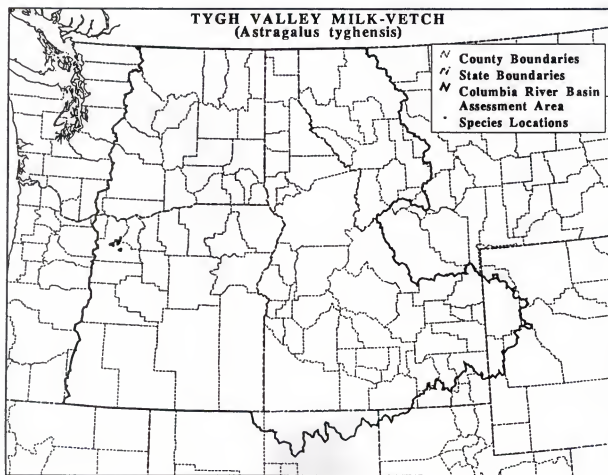 TYGH VALLEY MILK-VETCH
(Astragalus tyghensis)
County Boundaries
State Boundaries
Columbia River Basin
Assessment Area
Species Locations